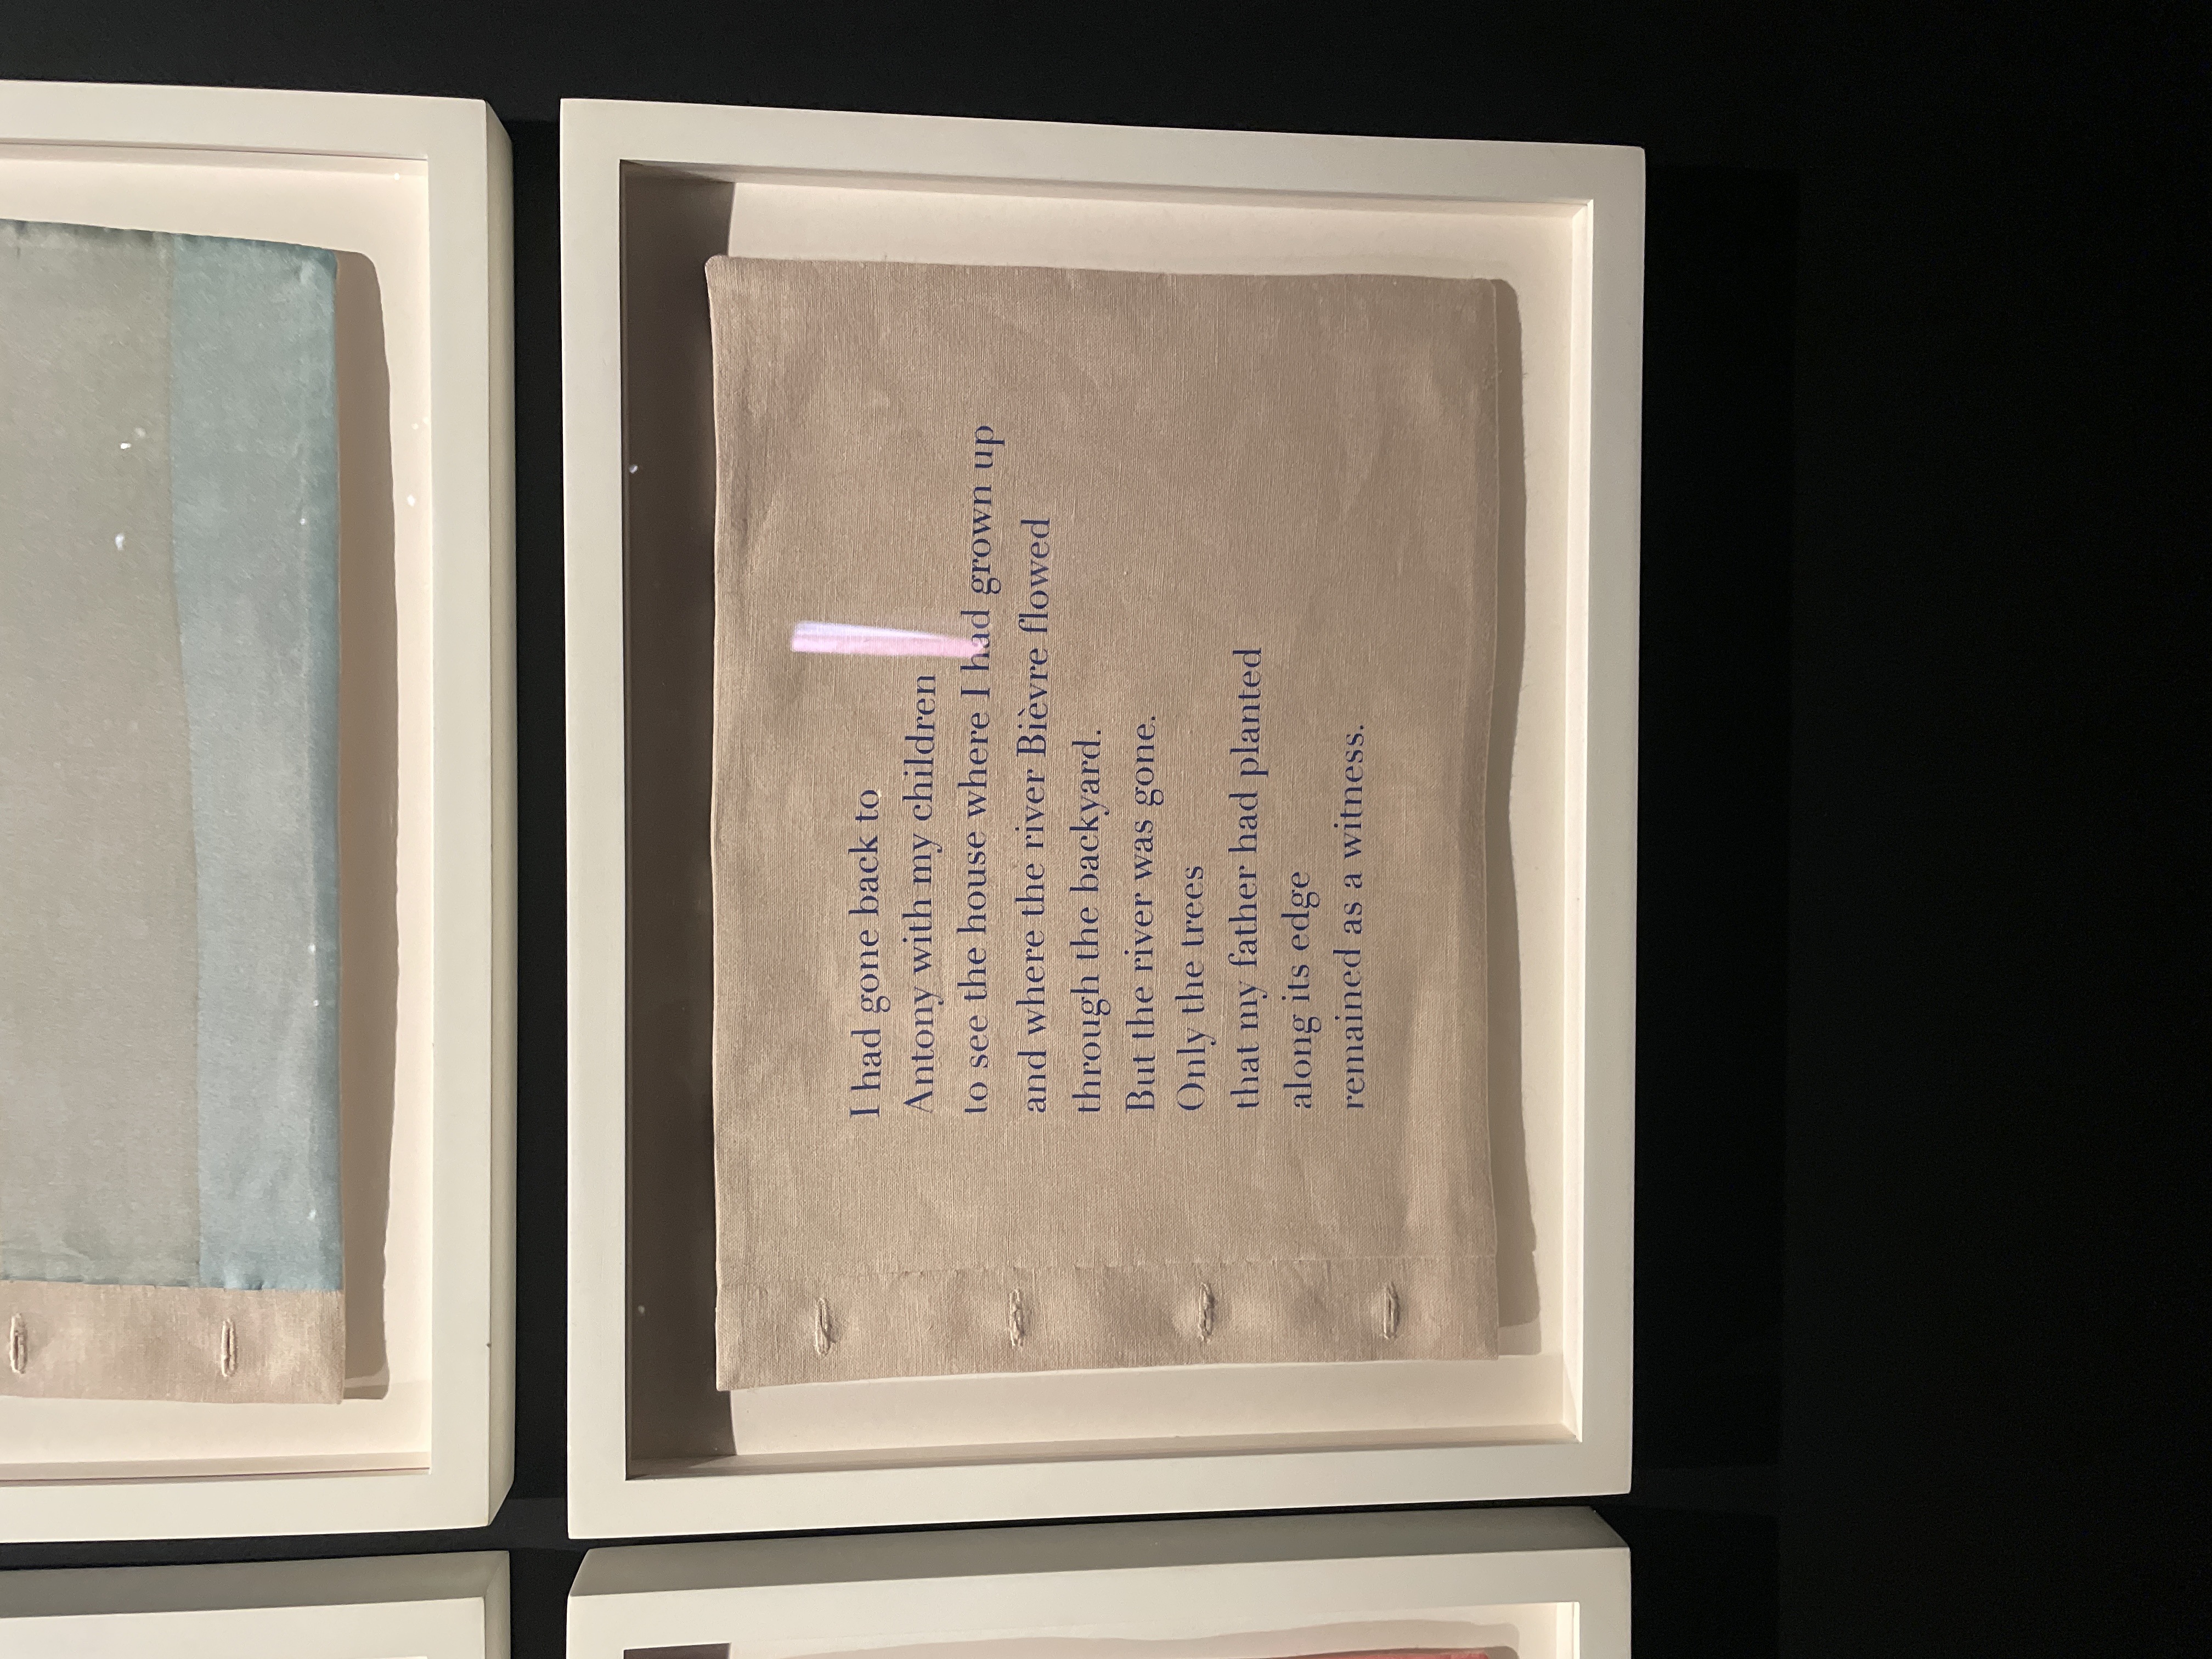 I had gone back to
Antony with my children
to see the house where I had grown up
and where the river Bièvre flowed
through the backyard.
But the river was gone.
Only the trees
that my father had planted
along its edge
remained as a witness.